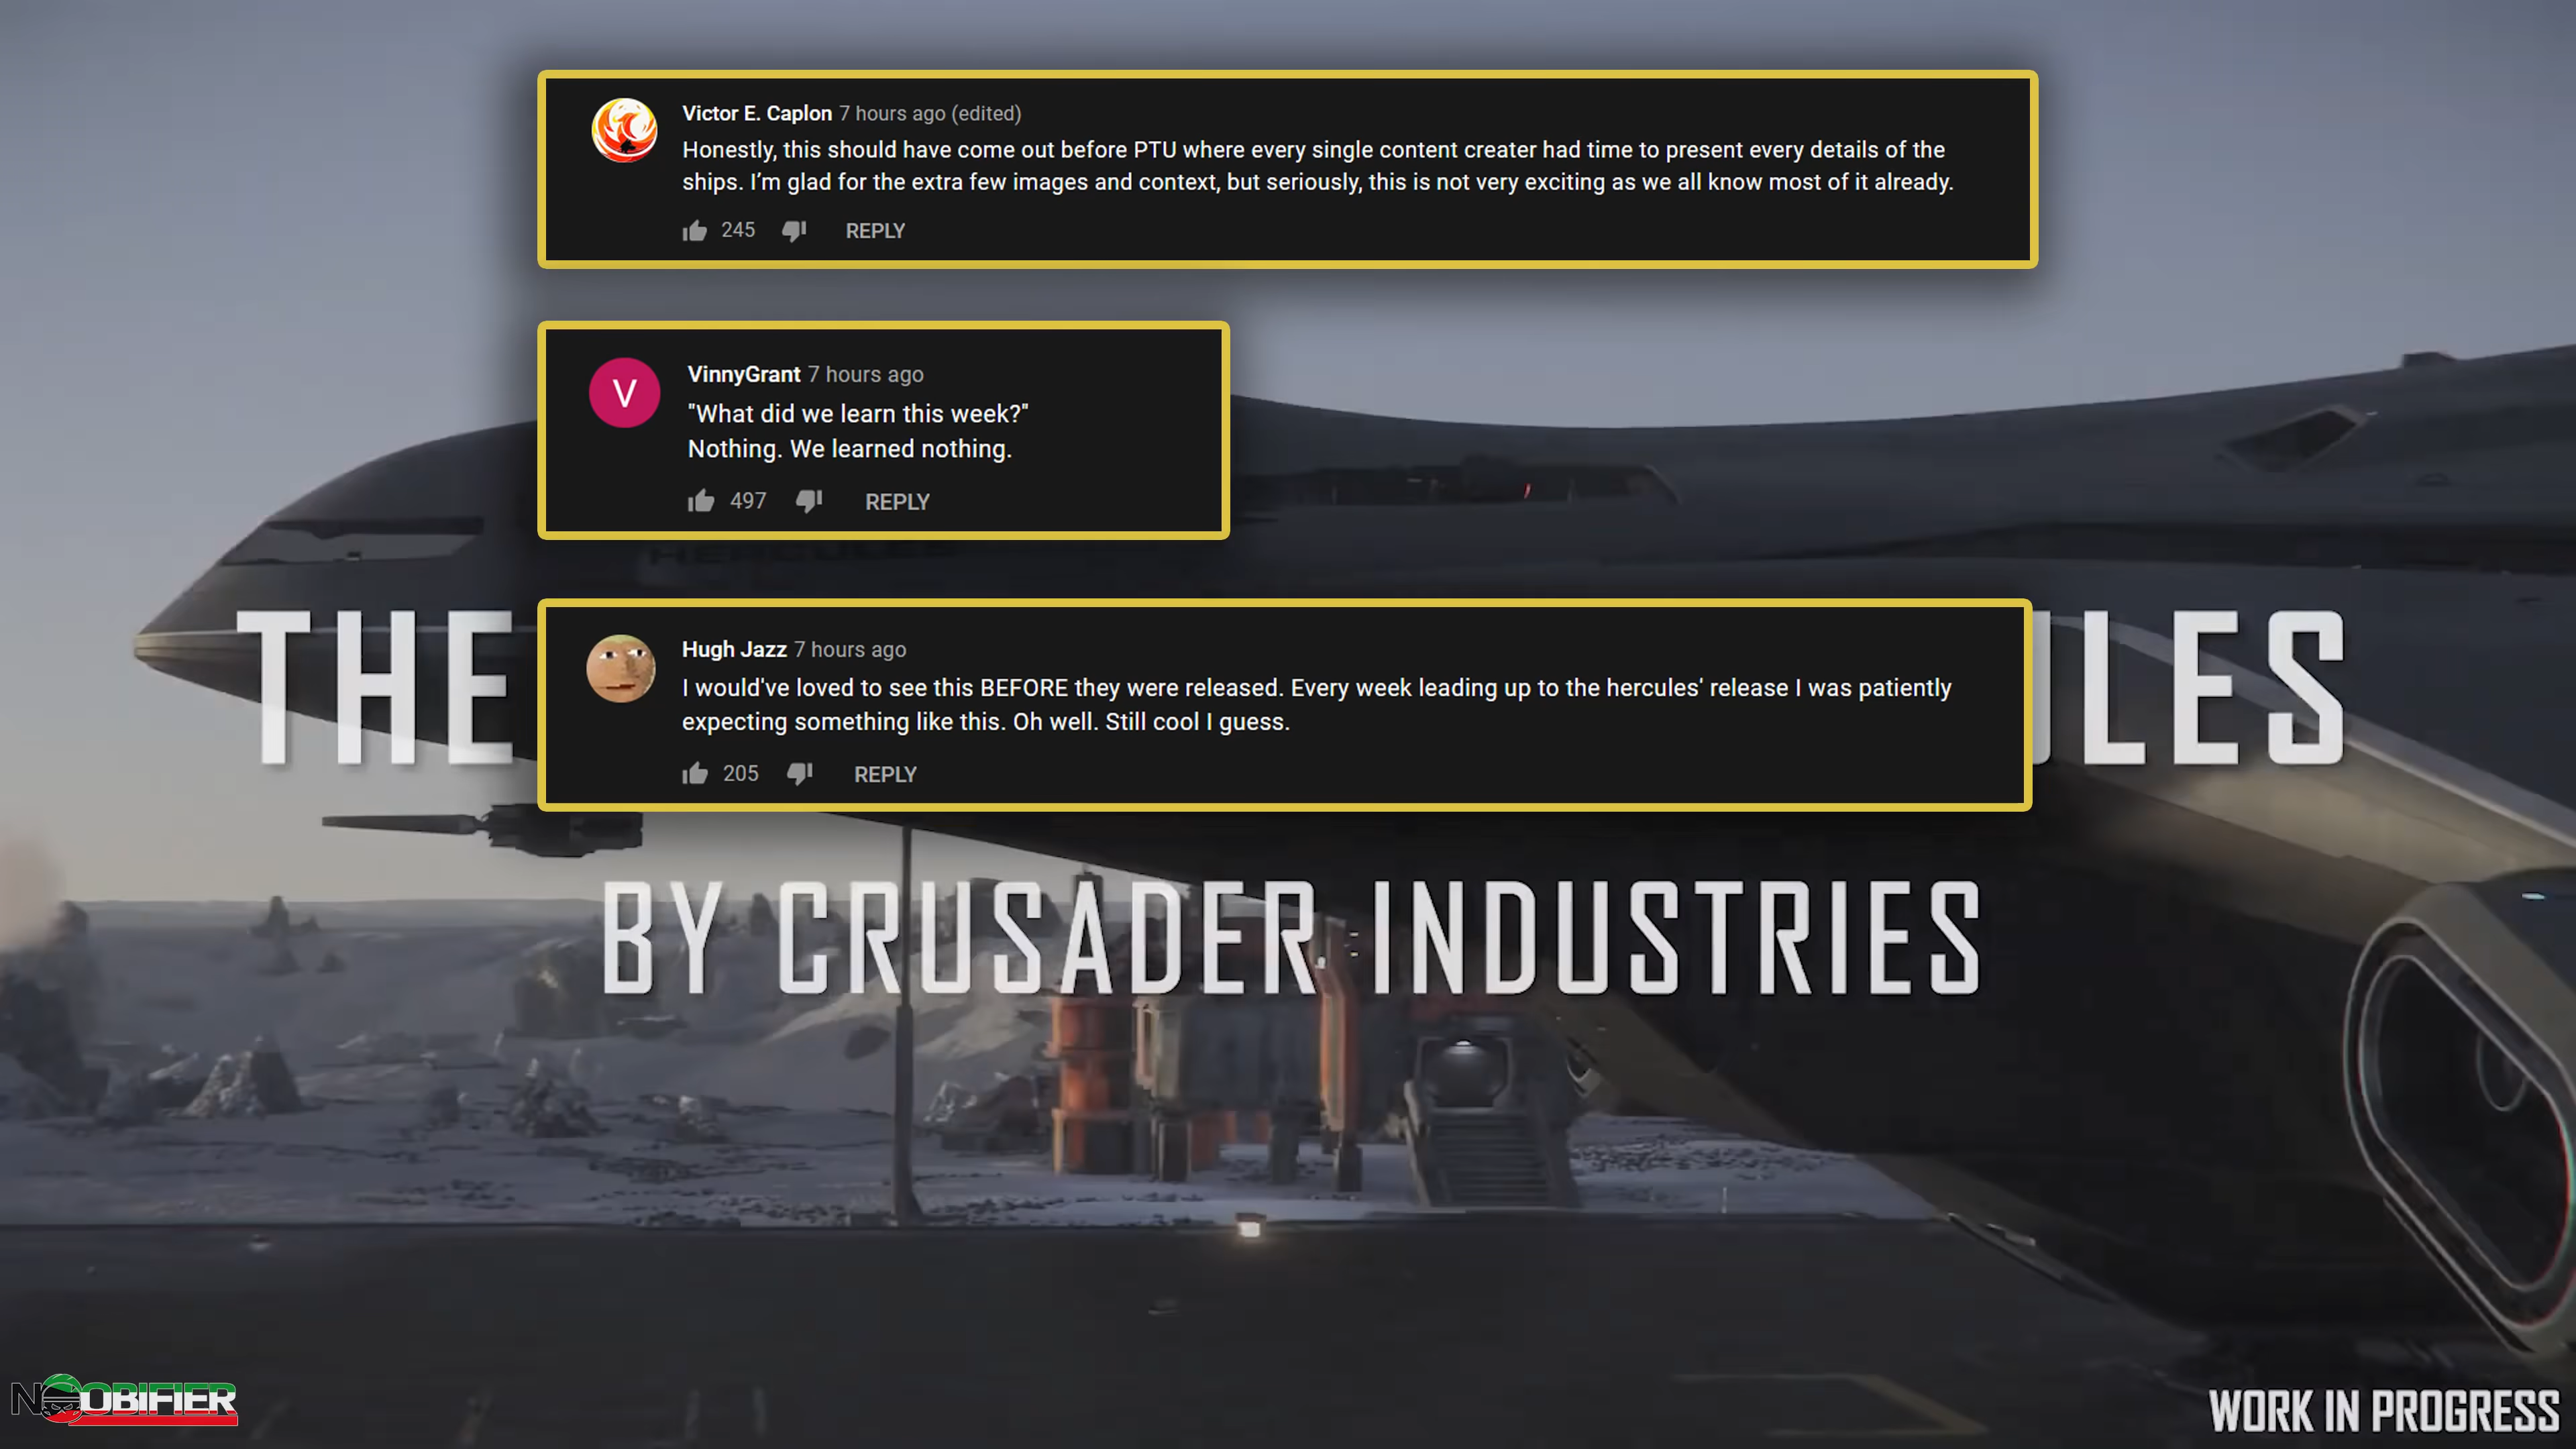 Victor E. Caplon 7 hours ago (edited)
Honestly, this should have come out before PTU where every single content creater had time to present every details of the
ships. I'm glad for the extra few images and context, but seriously, this is not very exciting as we all know most of it already.
245 REPLY
V
VinnyGrant 7 hours ago
"What did we learn this week?"
Nothing. We learned nothing.
497 REPLY
HERCULES
Hugh Jazz 7 hours ago
I would've loved to see this BEFORE they were released. Every week leading up to the hercules' release I was patiently
expecting something like this. Oh well. Still cool I guess.
205 REPLY
THE ULES
BY CRUSADER INDUSTRIES
NOOBIFIER
WORK IN PROGRESS